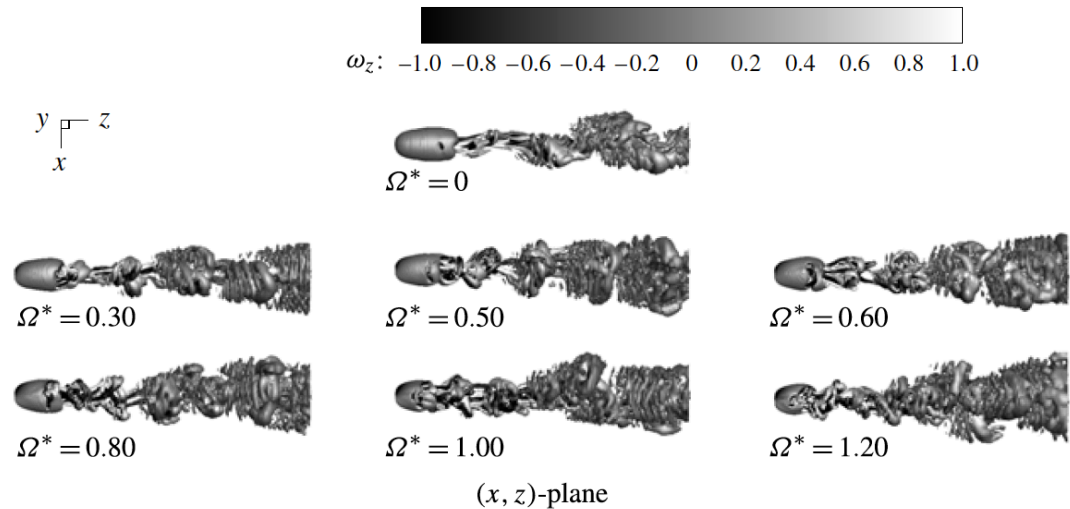 ω_z: −1.0 −0.8 −0.6 −0.4 −0.2 0 0.2 0.4 0.6 0.8 1.0
y z
x
Ω* = 0
Ω* = 0.30 Ω* = 0.50 Ω* = 0.60
Ω* = 0.80 Ω* = 1.00 Ω* = 1.20
(x, z)-plane